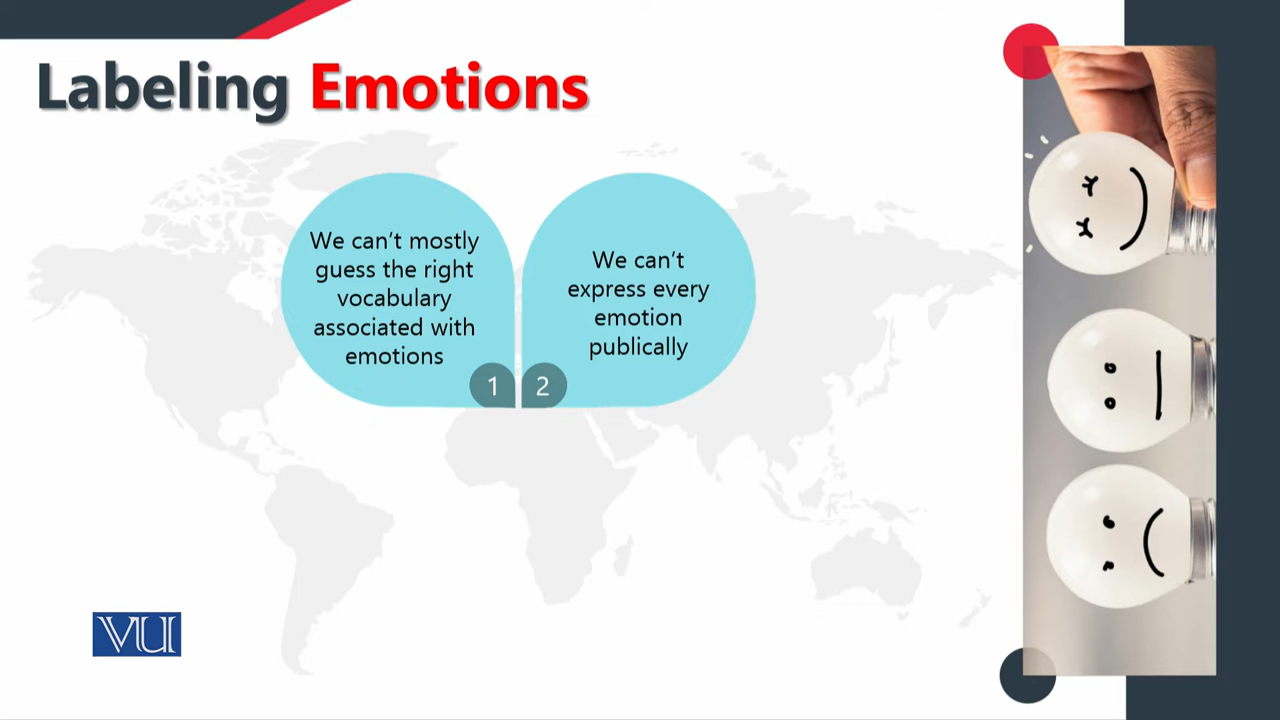 Labeling Emotions
We can't mostly
guess the right
vocabulary
associated with
emotions
1
We can't
express every
emotion
publically
2
VU